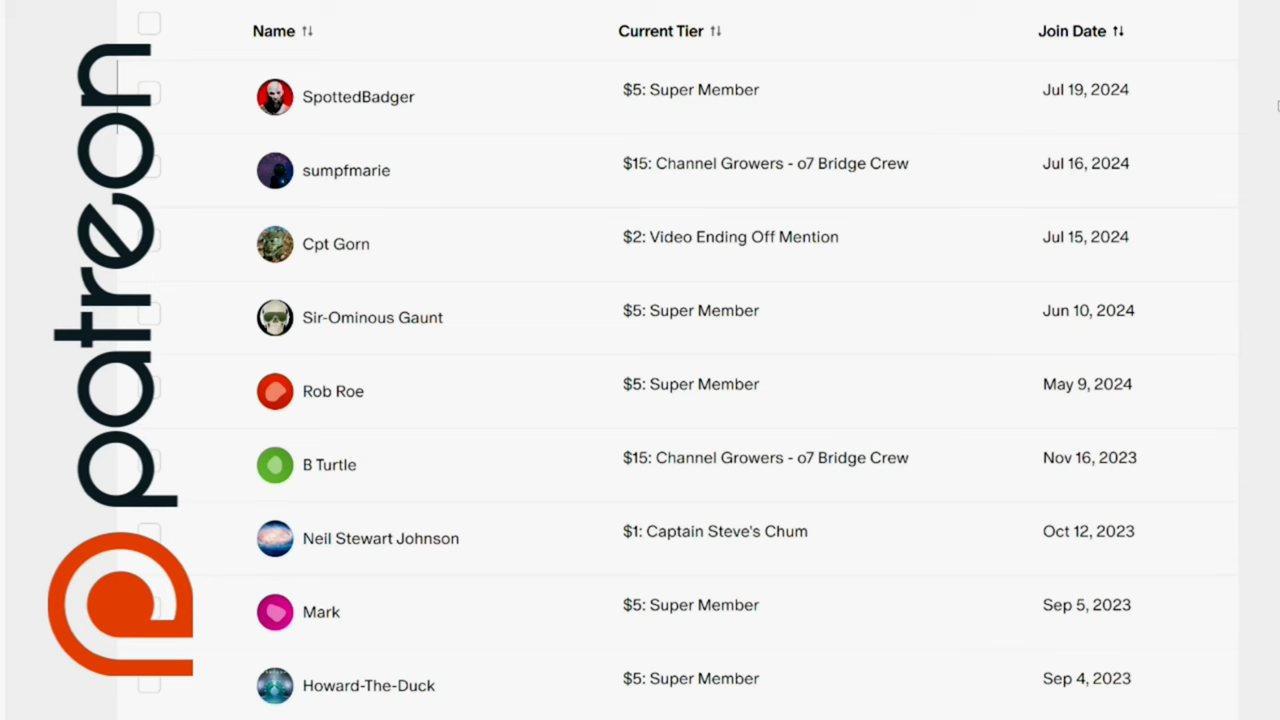 patreon
Name ↑↓ Current Tier ↑↓ Join Date ↑↓
SpottedBadger $5: Super Member Jul 19, 2024
sumpfmarie $15: Channel Growers - o7 Bridge Crew Jul 16, 2024
Cpt Gorn $2: Video Ending Off Mention Jul 15, 2024
Sir-Ominous Gaunt $5: Super Member Jun 10, 2024
Rob Roe $5: Super Member May 9, 2024
B Turtle $15: Channel Growers - o7 Bridge Crew Nov 16, 2023
Neil Stewart Johnson $1: Captain Steve's Chum Oct 12, 2023
Mark $5: Super Member Sep 5, 2023
Howard-The-Duck $5: Super Member Sep 4, 2023